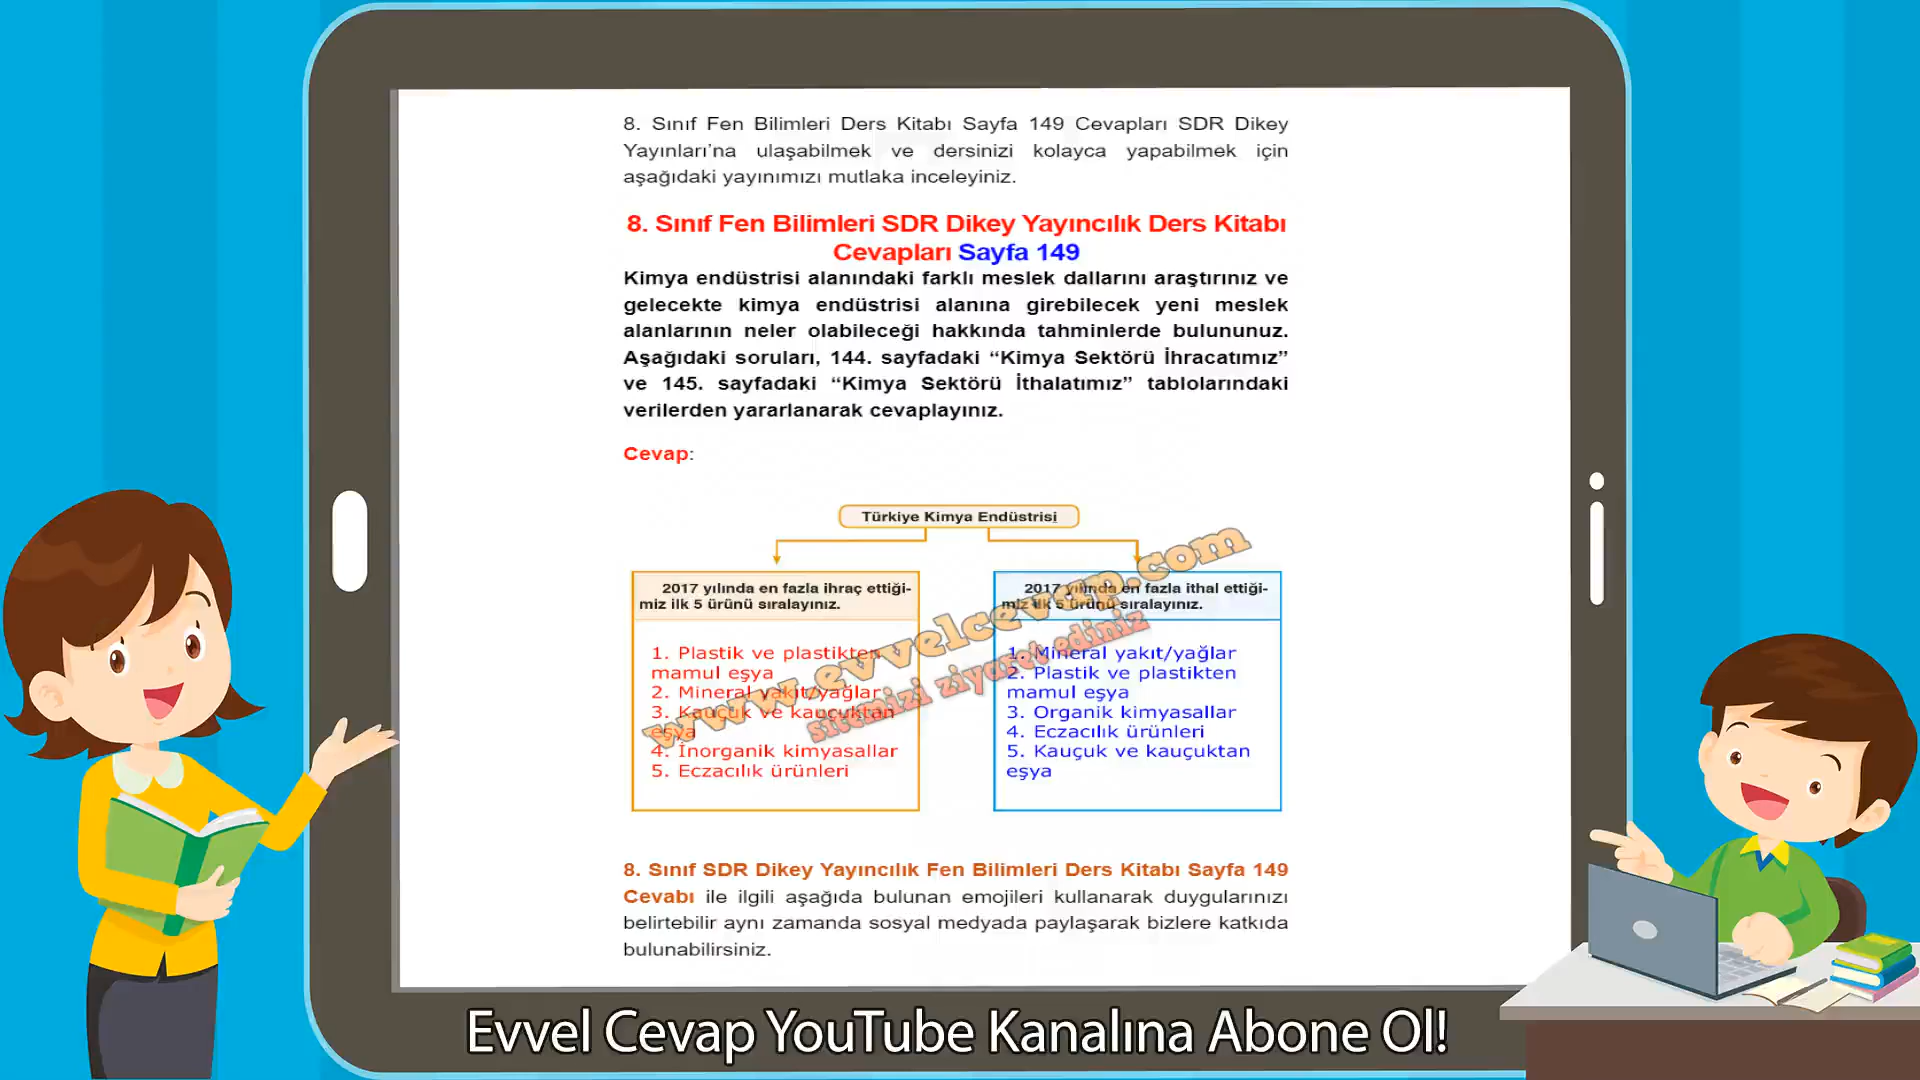 8. Sınıf Fen Bilimleri Ders Kitabı Sayfa 149 Cevapları SDR Dikey
Yayınları’na ulaşabilmek ve dersinizi kolayca yapabilmek için
aşağıdaki yayınımızı mutlaka inceleyiniz.
8. Sınıf Fen Bilimleri SDR Dikey Yayıncılık Ders Kitabı
Cevapları Sayfa 149
Kimya endüstrisi alanındaki farklı meslek dallarını araştırınız ve
gelecekte kimya endüstrisi alanına girebilecek yeni meslek
alanlarının neler olabileceği hakkında tahminlerde bulununuz.
Aşağıdaki soruları, 144. sayfadaki “Kimya Sektörü İhracatımız”
ve 145. sayfadaki “Kimya Sektörü İthalatımız” tablolarındaki
verilerden yararlanarak cevaplayınız.
Cevap:
Türkiye Kimya Endüstrisi
2017 yılında en fazla ihraç ettiği-
miz ilk 5 ürünü sıralayınız.
1. Plastik ve plastikten
mamul eşya
2. Mineral yakıt/yağlar
3. Kauçuk ve kauçuktan
eşya
4. İnorganik kimyasallar
5. Eczacılık ürünleri
2017 yılında en fazla ithal ettiği-
miz ilk 5 ürünü sıralayınız.
1. Mineral yakıt/yağlar
2. Plastik ve plastikten
mamul eşya
3. Organik kimyasallar
4. Eczacılık ürünleri
5. Kauçuk ve kauçuktan
eşya
www.evvelcevap.com
sitemizi ziyaret ediniz
8. Sınıf SDR Dikey Yayıncılık Fen Bilimleri Ders Kitabı Sayfa 149
Cevabı ile ilgili aşağıda bulunan emojileri kullanarak duygularınızı
belirtebilir aynı zamanda sosyal medyada paylaşarak bizlere katkıda
bulunabilirsiniz.
Evvel Cevap YouTube Kanalına Abone Ol!